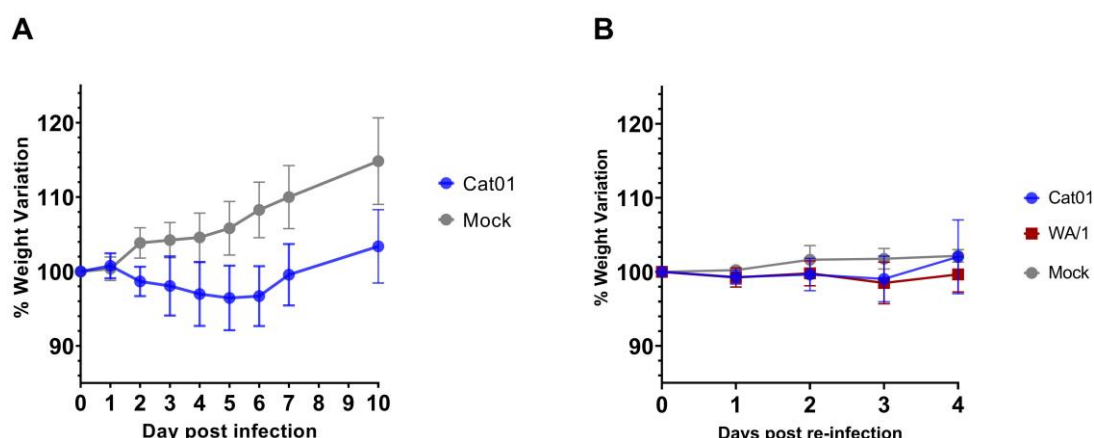 A
% Weight Variation
120
110
100
90
0 1 2 3 4 5 6 7 8 9 10
Day post infection
Cat01
Mock
B
% Weight Variation
120
110
100
90
0 1 2 3 4
Days post re-infection
Cat01
WA/1
Mock